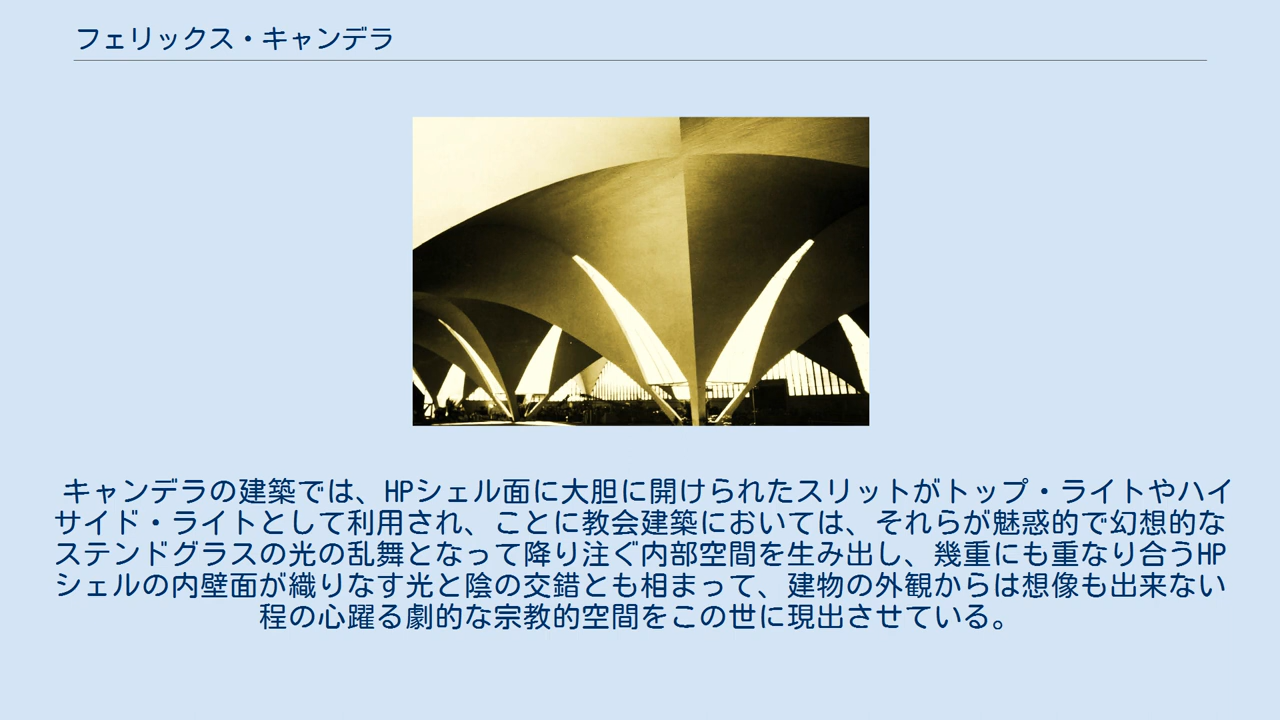 フェリックス・キャンデラ
キャンデラの建築では、HPシェル面に大胆に開けられたスリットがトップ・ライトやハイ
サイド・ライトとして利用され、ことに教会建築においては、それらが魅惑的で幻想的な
ステンドグラスの光の乱舞となって降り注ぐ内部空間を生み出し、幾重にも重なり合うHP
シェルの内壁面が織りなす光と陰の交錯とも相まって、建物の外観からは想像も出来ない
程の心躍る劇的な宗教的空間をこの世に現出させている。